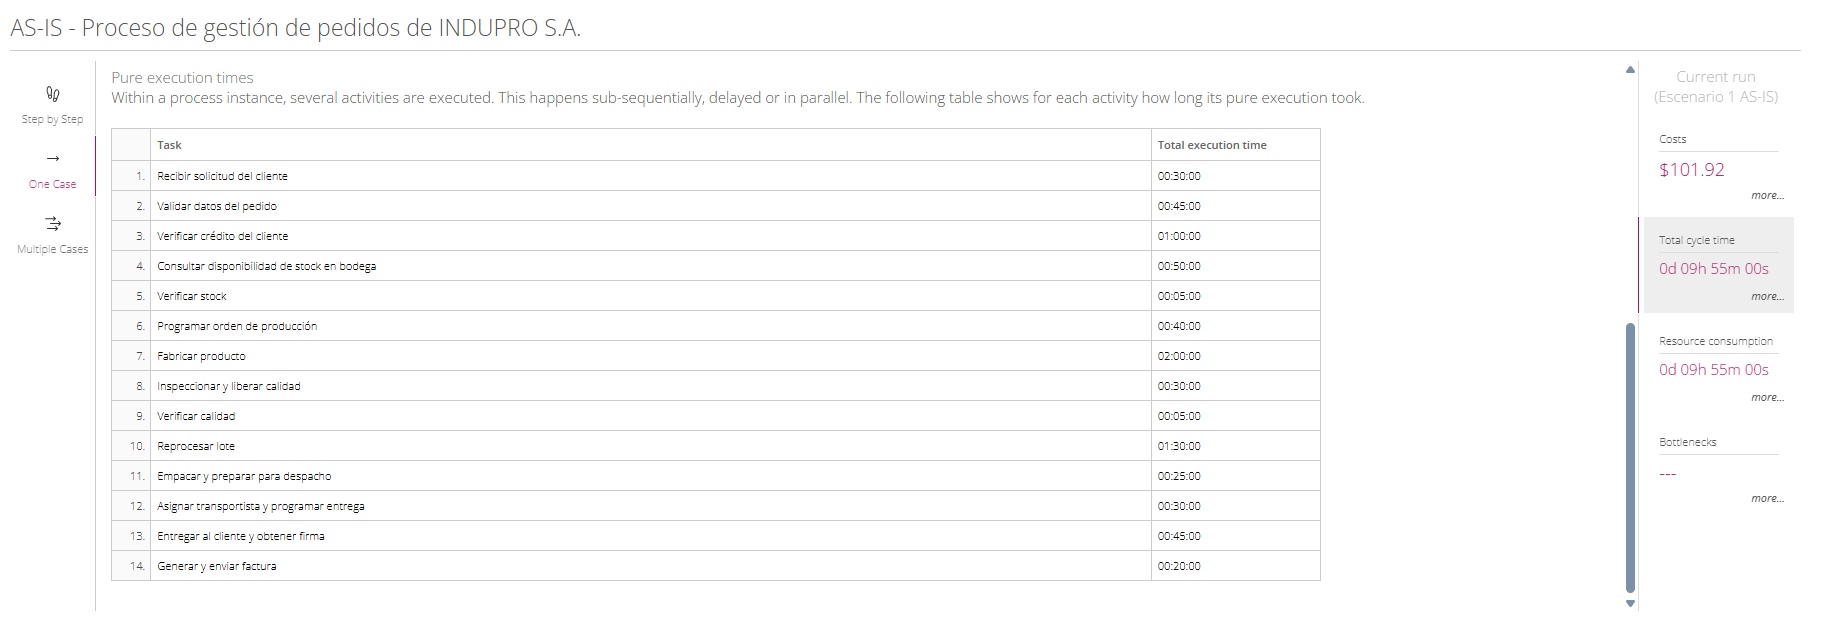 AS-IS - Proceso de gestión de pedidos de INDUPRO S.A.
Step by Step
One Case
Multiple Cases
Pure execution times
Within a process instance, several activities are executed. This happens sub-sequentially, delayed or in parallel. The following table shows for each activity how long its pure execution took.
Task Total execution time
1. Recibir solicitud del cliente 00:30:00
2. Validar datos del pedido 00:45:00
3. Verificar crédito del cliente 01:00:00
4. Consultar disponibilidad de stock en bodega 00:50:00
5. Verificar stock 00:05:00
6. Programar orden de producción 00:40:00
7. Fabricar producto 02:00:00
8. Inspeccionar y liberar calidad 00:30:00
9. Verificar calidad 00:05:00
10. Reprocesar lote 01:30:00
11. Empacar y preparar para despacho 00:25:00
12. Asignar transportista y programar entrega 00:30:00
13. Entregar al cliente y obtener firma 00:45:00
14. Generar y enviar factura 00:20:00
Current run
(Escenario 1 AS-IS)
Costs
$101.92
more...
Total cycle time
0d 09h 55m 00s
more...
Resource consumption
0d 09h 55m 00s
more...
Bottlenecks
---
more...